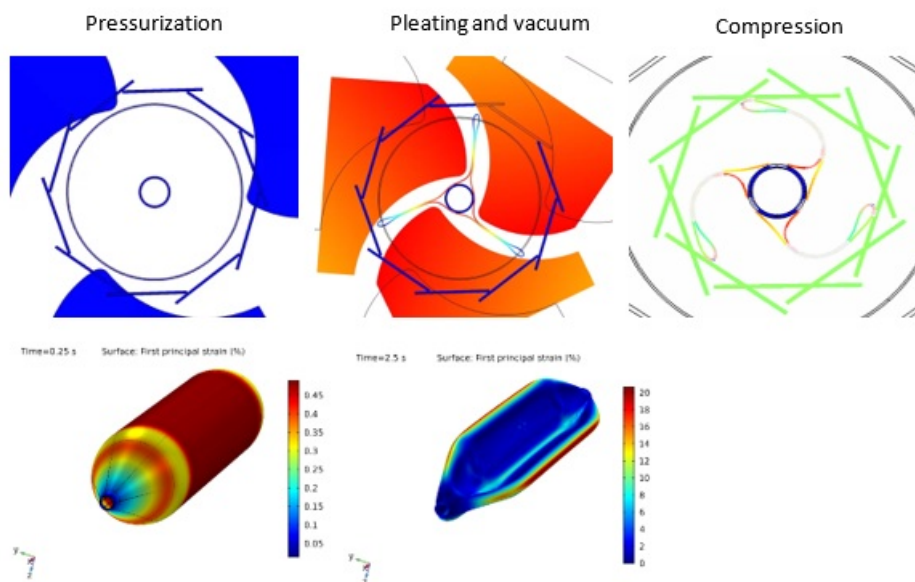 Pressurization
Pleating and vacuum
Compression
Time=0.25 s Surface: First principal strain (%)
0.45
0.4
0.35
0.3
0.25
0.2
0.15
0.1
0.05
y
Time=2.5 s Surface: First principal strain (%)
20
18
16
14
12
10
8
6
4
2
0
y